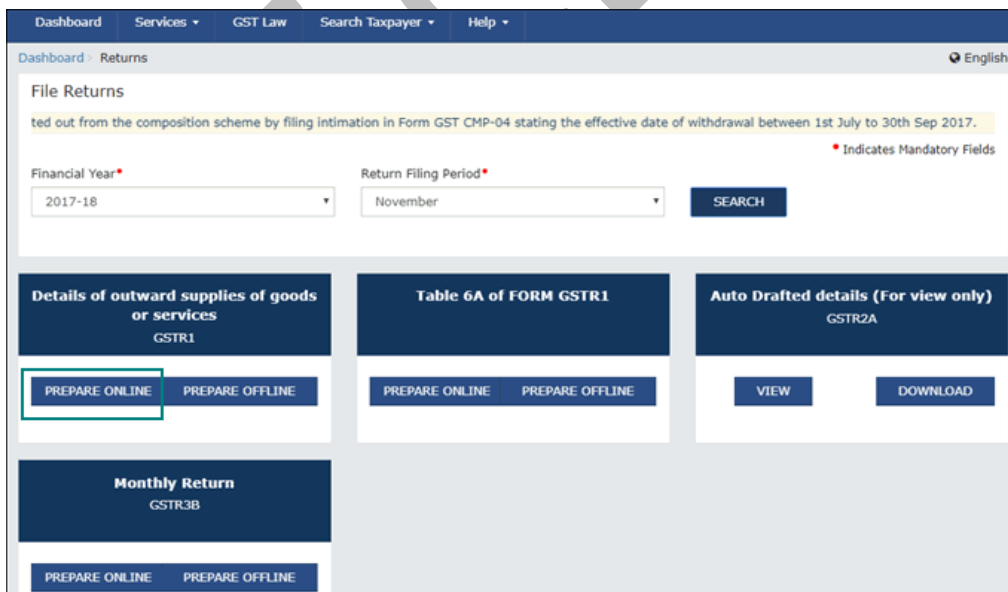 Dashboard Services GST Law Search Taxpayer Help
Dashboard > Returns English
File Returns
ted out from the composition scheme by filing intimation in Form GST CMP-04 stating the effective date of withdrawal between 1st July to 30th Sep 2017.
• Indicates Mandatory Fields
Financial Year• Return Filing Period•
2017-18 November SEARCH
Details of outward supplies of goods
or services
GSTR1
PREPARE ONLINE PREPARE OFFLINE
Table 6A of FORM GSTR1
PREPARE ONLINE PREPARE OFFLINE
Auto Drafted details (For view only)
GSTR2A
VIEW DOWNLOAD
Monthly Return
GSTR3B
PREPARE ONLINE PREPARE OFFLINE